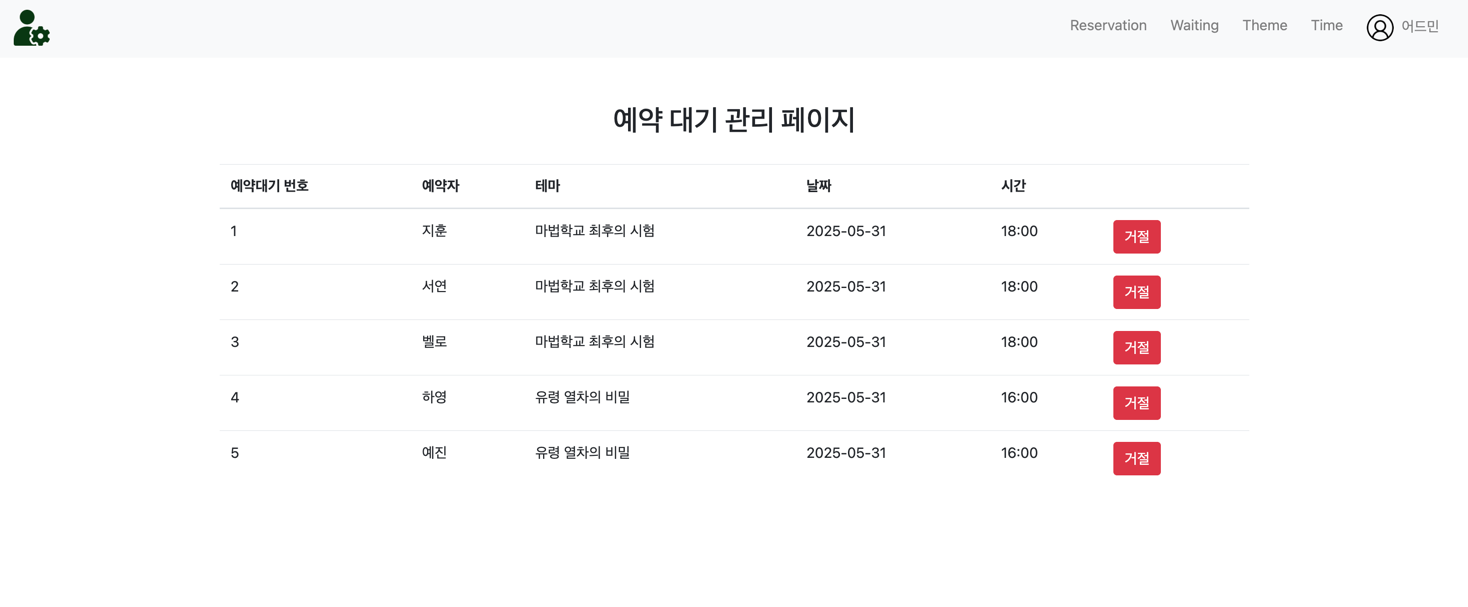 Reservation Waiting Theme Time 어드민
예약 대기 관리 페이지
예약대기 번호 예약자 테마 날짜 시간
1 지훈 마법학교 최후의 시험 2025-05-31 18:00 거절
2 서연 마법학교 최후의 시험 2025-05-31 18:00 거절
3 벨로 마법학교 최후의 시험 2025-05-31 18:00 거절
4 하영 유령 열차의 비밀 2025-05-31 16:00 거절
5 예진 유령 열차의 비밀 2025-05-31 16:00 거절